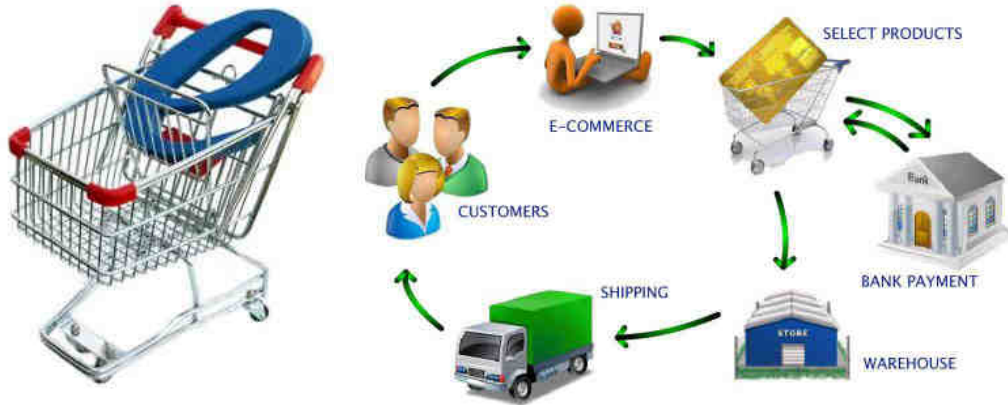 e
SELECT PRODUCTS
E-COMMERCE
Bank
CUSTOMERS
BANK PAYMENT
SHIPPING
STORE
WAREHOUSE